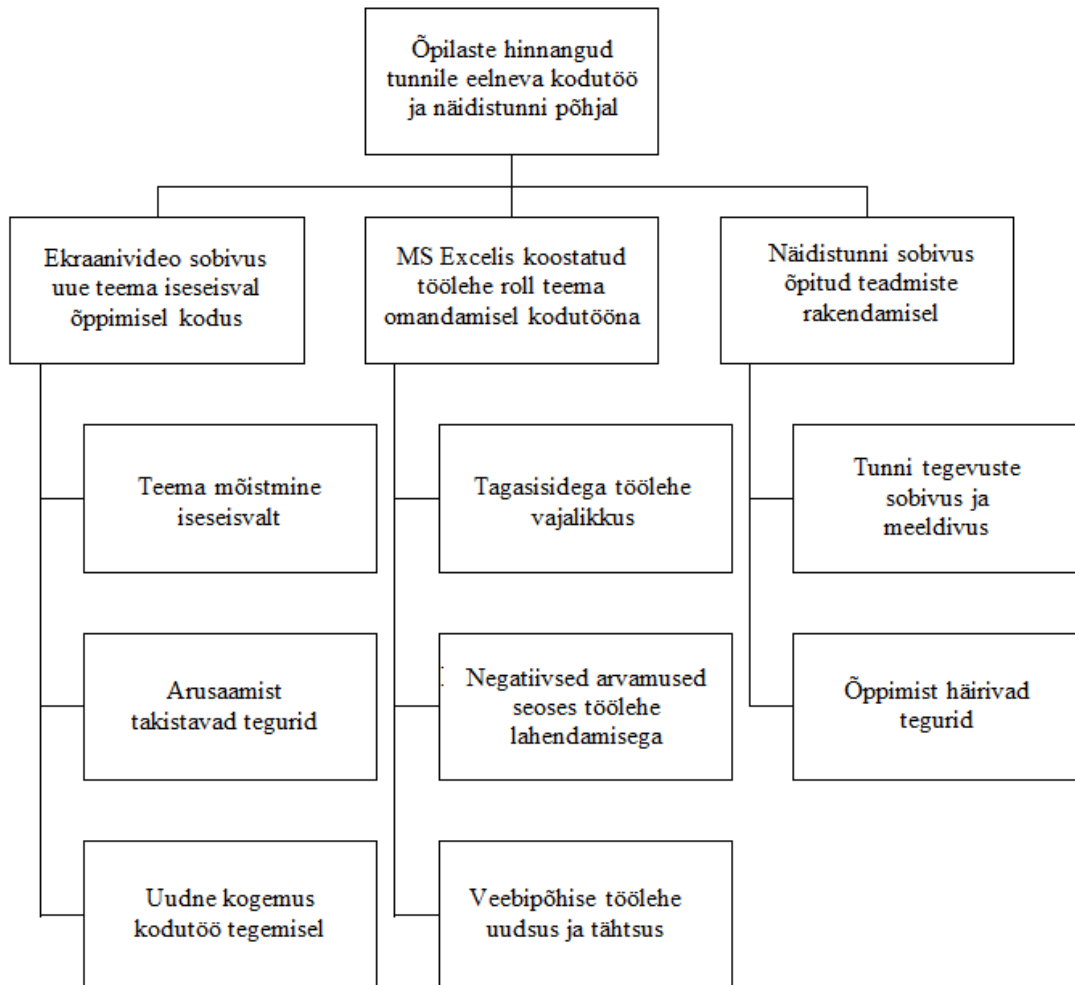 Õpilaste hinnangud
tunnile eelneva kodutöö
ja näidistunni põhjal
Ekraanivideo sobivus
uue teema iseseisval
õppimisel kodus
MS Excelis koostatud
töölehe roll teema
omandamisel kodutööna
Näidistunni sobivus
õpitud teadmiste
rakendamisel
Teema mõistmine
iseseisvalt
Tagasisidega töölehe
vajalikkus
Tunni tegevuste
sobivus ja
meeldivus
Arusaamist
takistavad tegurid
Negatiivsed arvamused
seoses töölehe
lahendamisega
Õppimist häirivad
tegurid
Uudne kogemus
kodutöö tegemisel
Veebipõhise töölehe
uudsus ja tähtsus